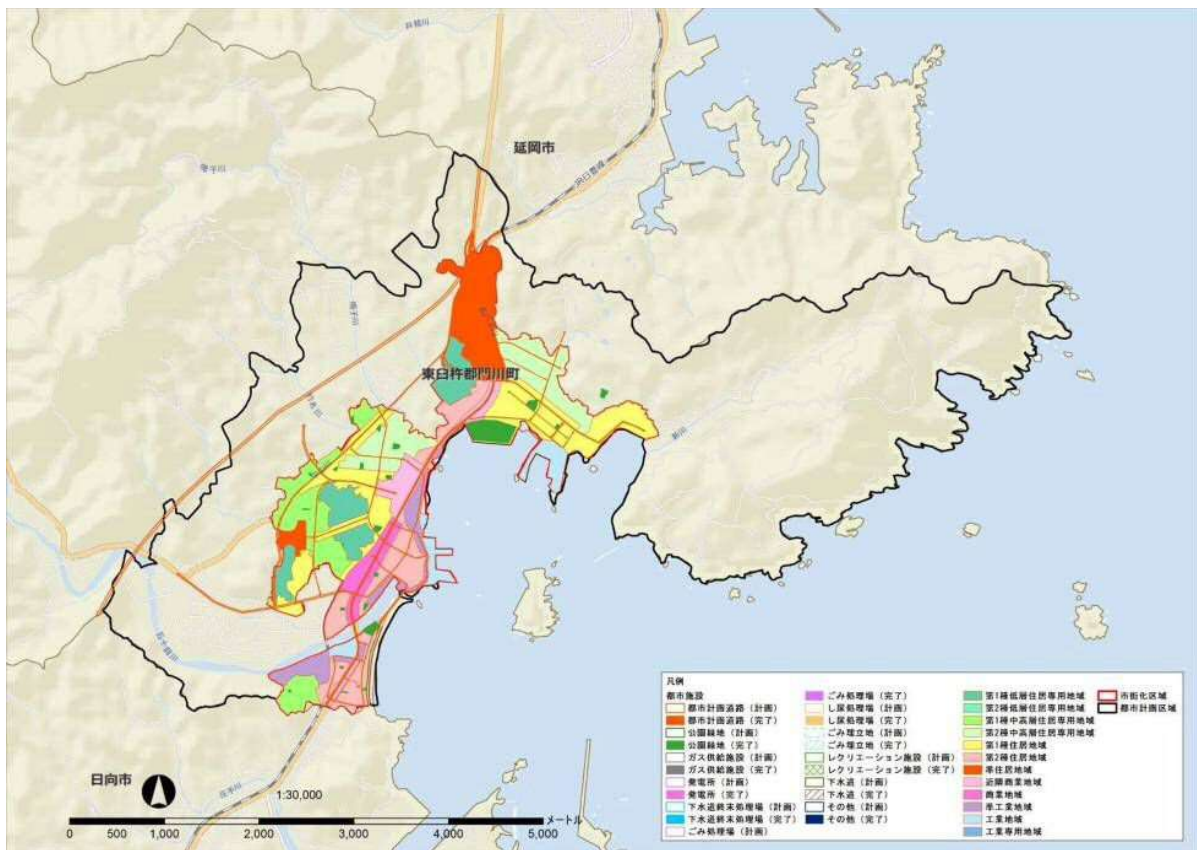 井替川
延岡市
JR日豊線
東臼杵郡門川町
五十鈴川
日向市
庄手川
1:30,000
メートル
0 500 1,000 2,000 3,000 4,000 5,000
凡例
都市施設
都市計画道路（計画）
都市計画道路（完了）
公園緑地（計画）
公園緑地（完了）
ガス供給施設（計画）
ガス供給施設（完了）
発電所（計画）
発電所（完了）
下水道終末処理場（計画）
下水道終末処理場（完了）
ごみ処理場（計画）
ごみ処理場（完了）
し尿処理場（計画）
し尿処理場（完了）
ごみ埋立地（計画）
ごみ埋立地（完了）
レクリエーション施設（計画）
レクリエーション施設（完了）
下水道（計画）
下水道（完了）
その他（計画）
その他（完了）
第1種低層住居専用地域
第2種低層住居専用地域
第1種中高層住居専用地域
第2種中高層住居専用地域
第1種住居地域
第2種住居地域
準住居地域
近隣商業地域
商業地域
準工業地域
工業地域
工業専用地域
市街化区域
都市計画区域